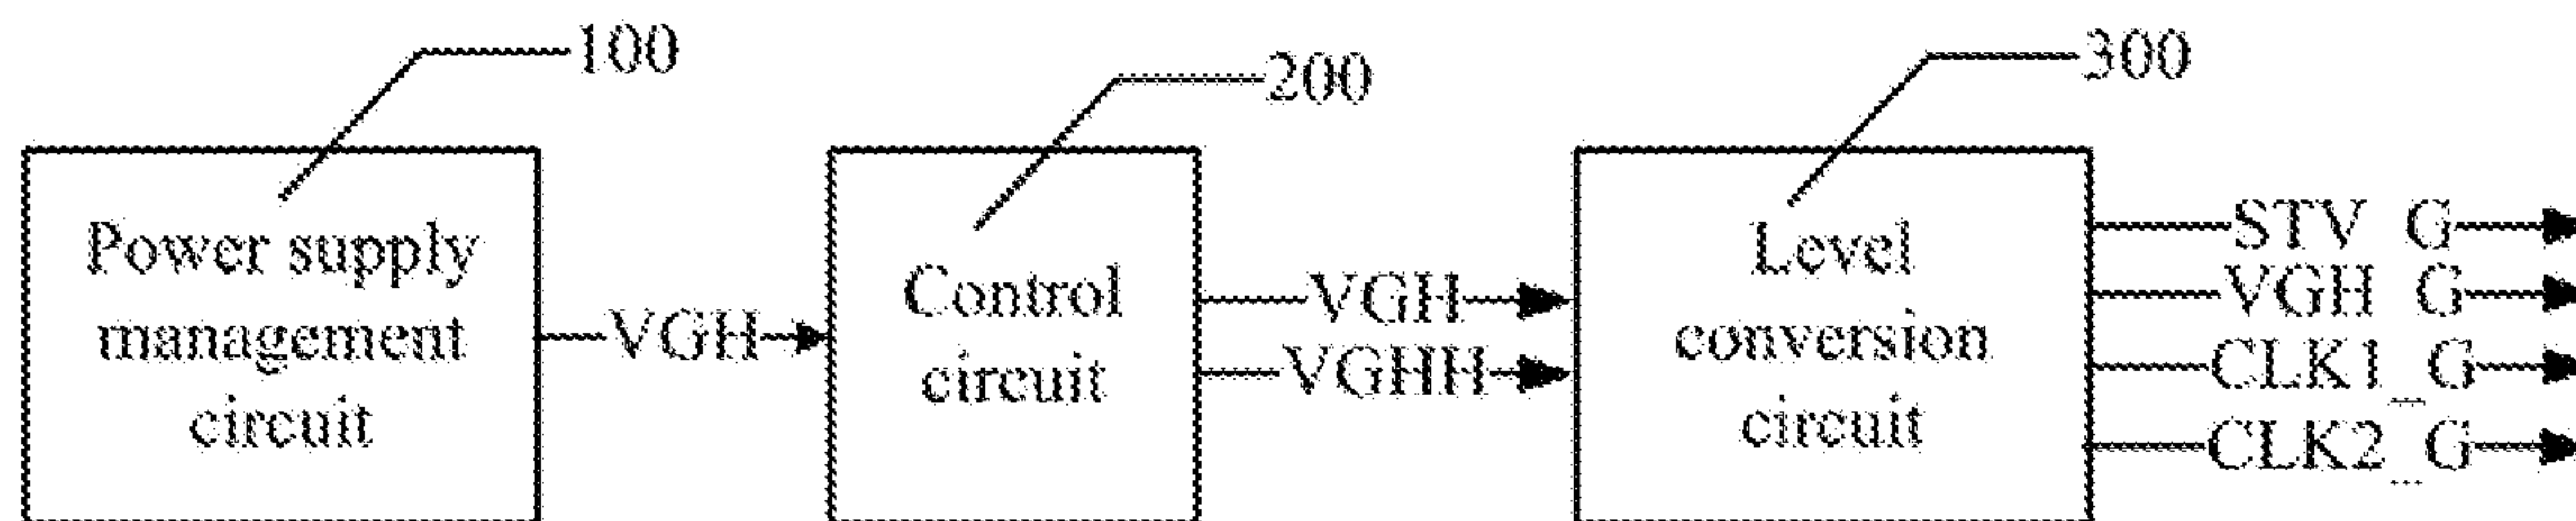 100
200
300
Power supply
management
circuit
VGH
Control
circuit
VGH
VGHH
Level
conversion
circuit
STV_G
VGH_G
CLK1_G
CLK2_G